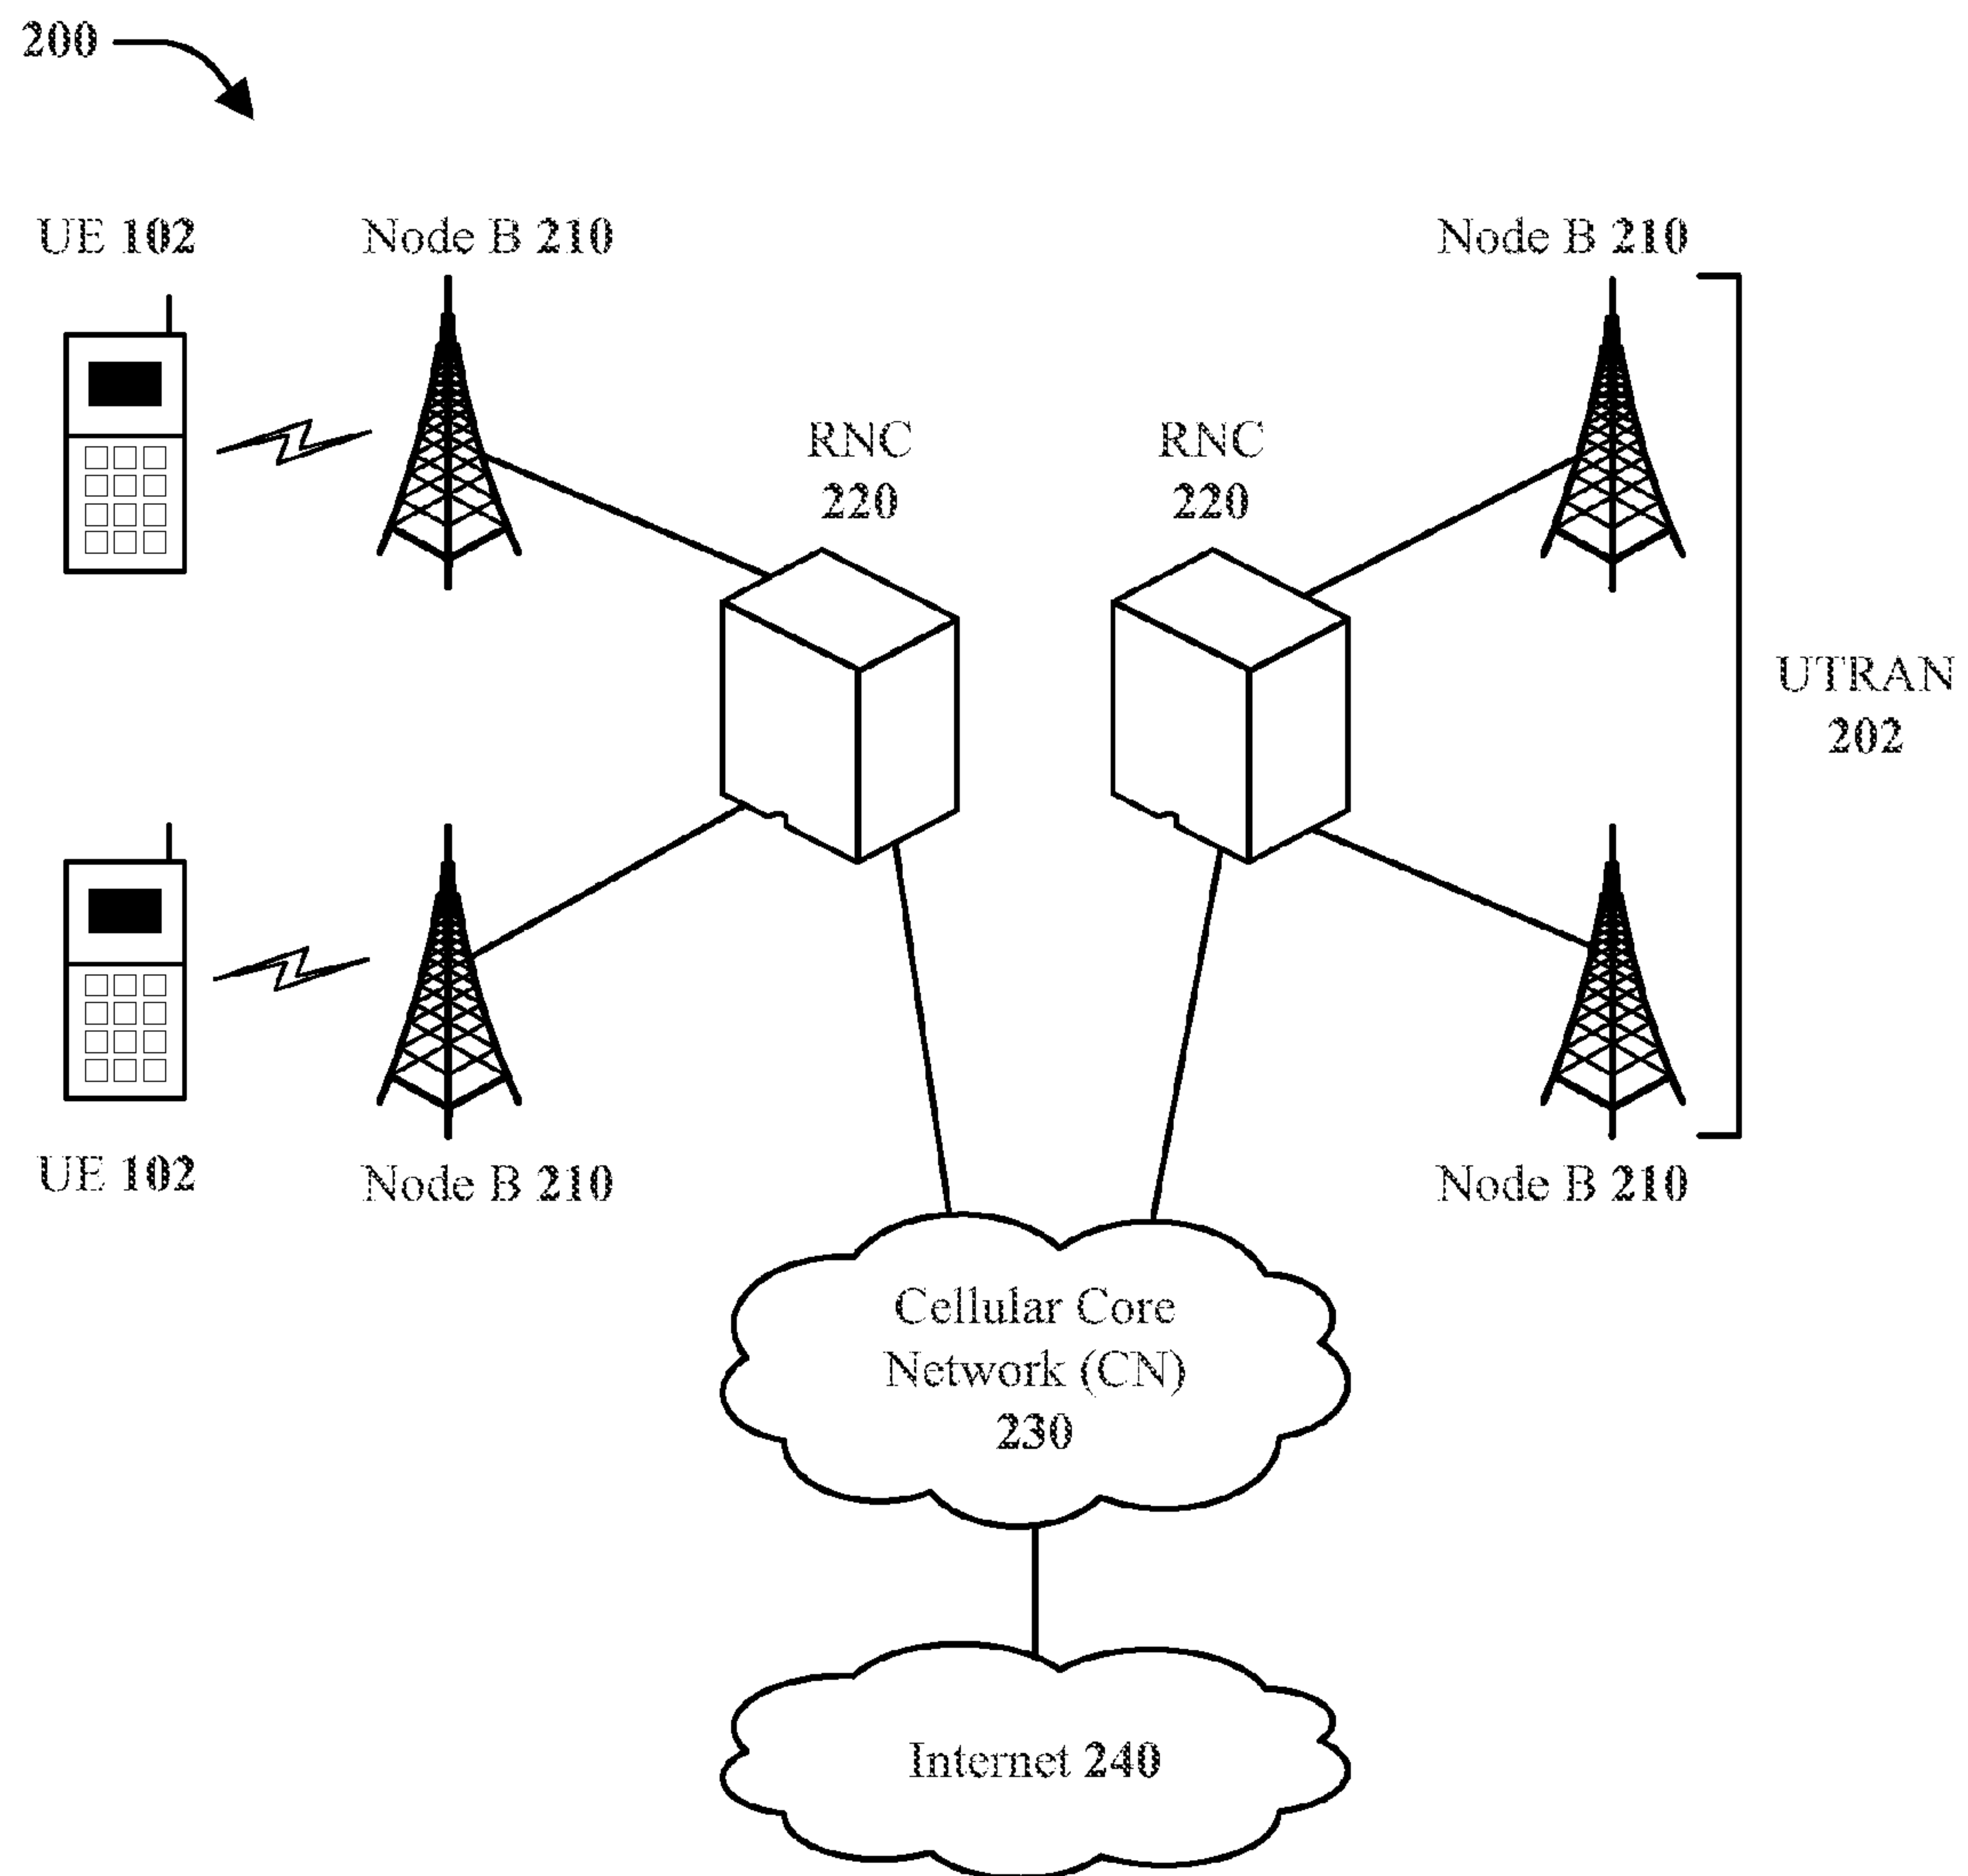 200
UE 102
Node B 210
Node B 210
RNC
220
RNC
220
UTRAN
202
UE 102
Node B 210
Node B 210
Cellular Core
Network (CN)
230
Internet 240